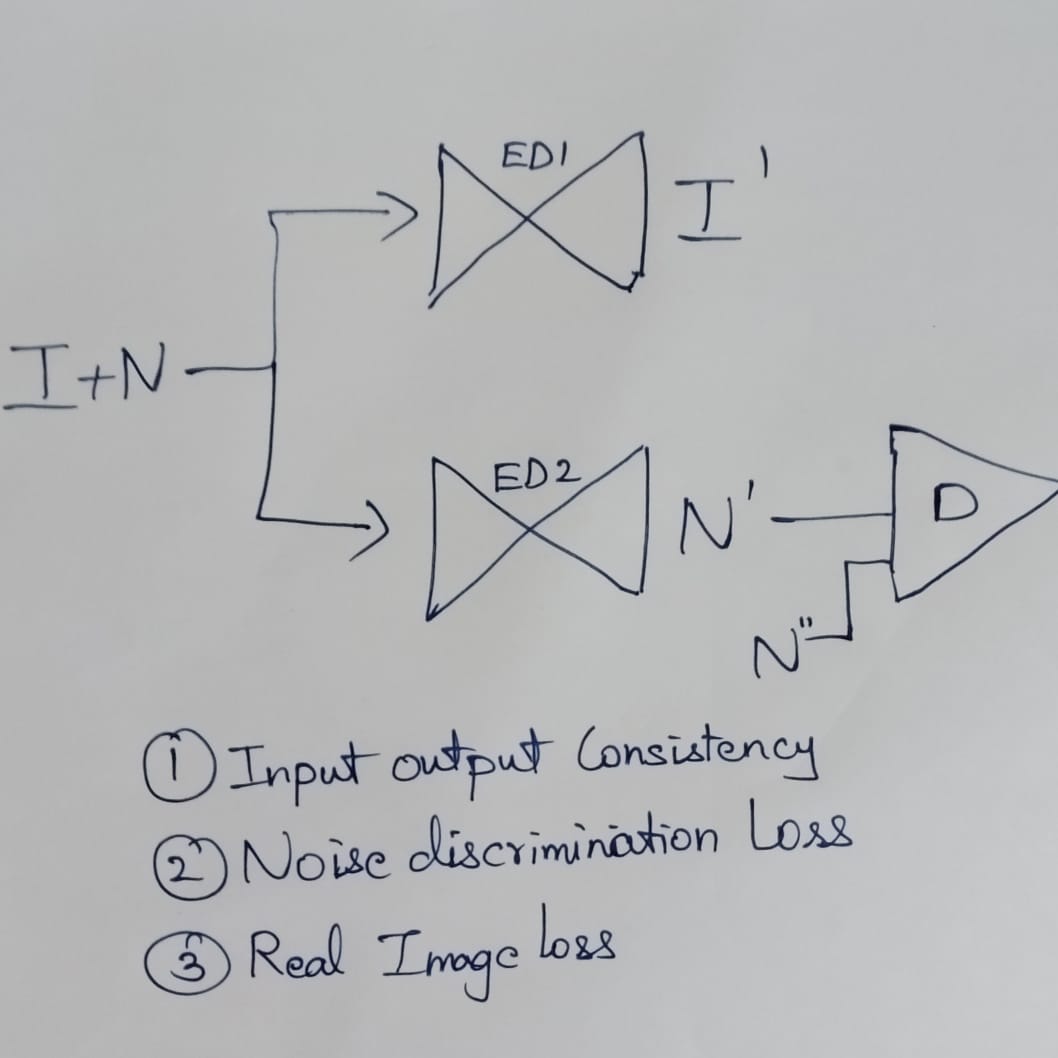 ED1
I'
I+N
ED2
N'
D
N"
① Input output Consistency
② Noise discrimination Loss
③ Real Image loss